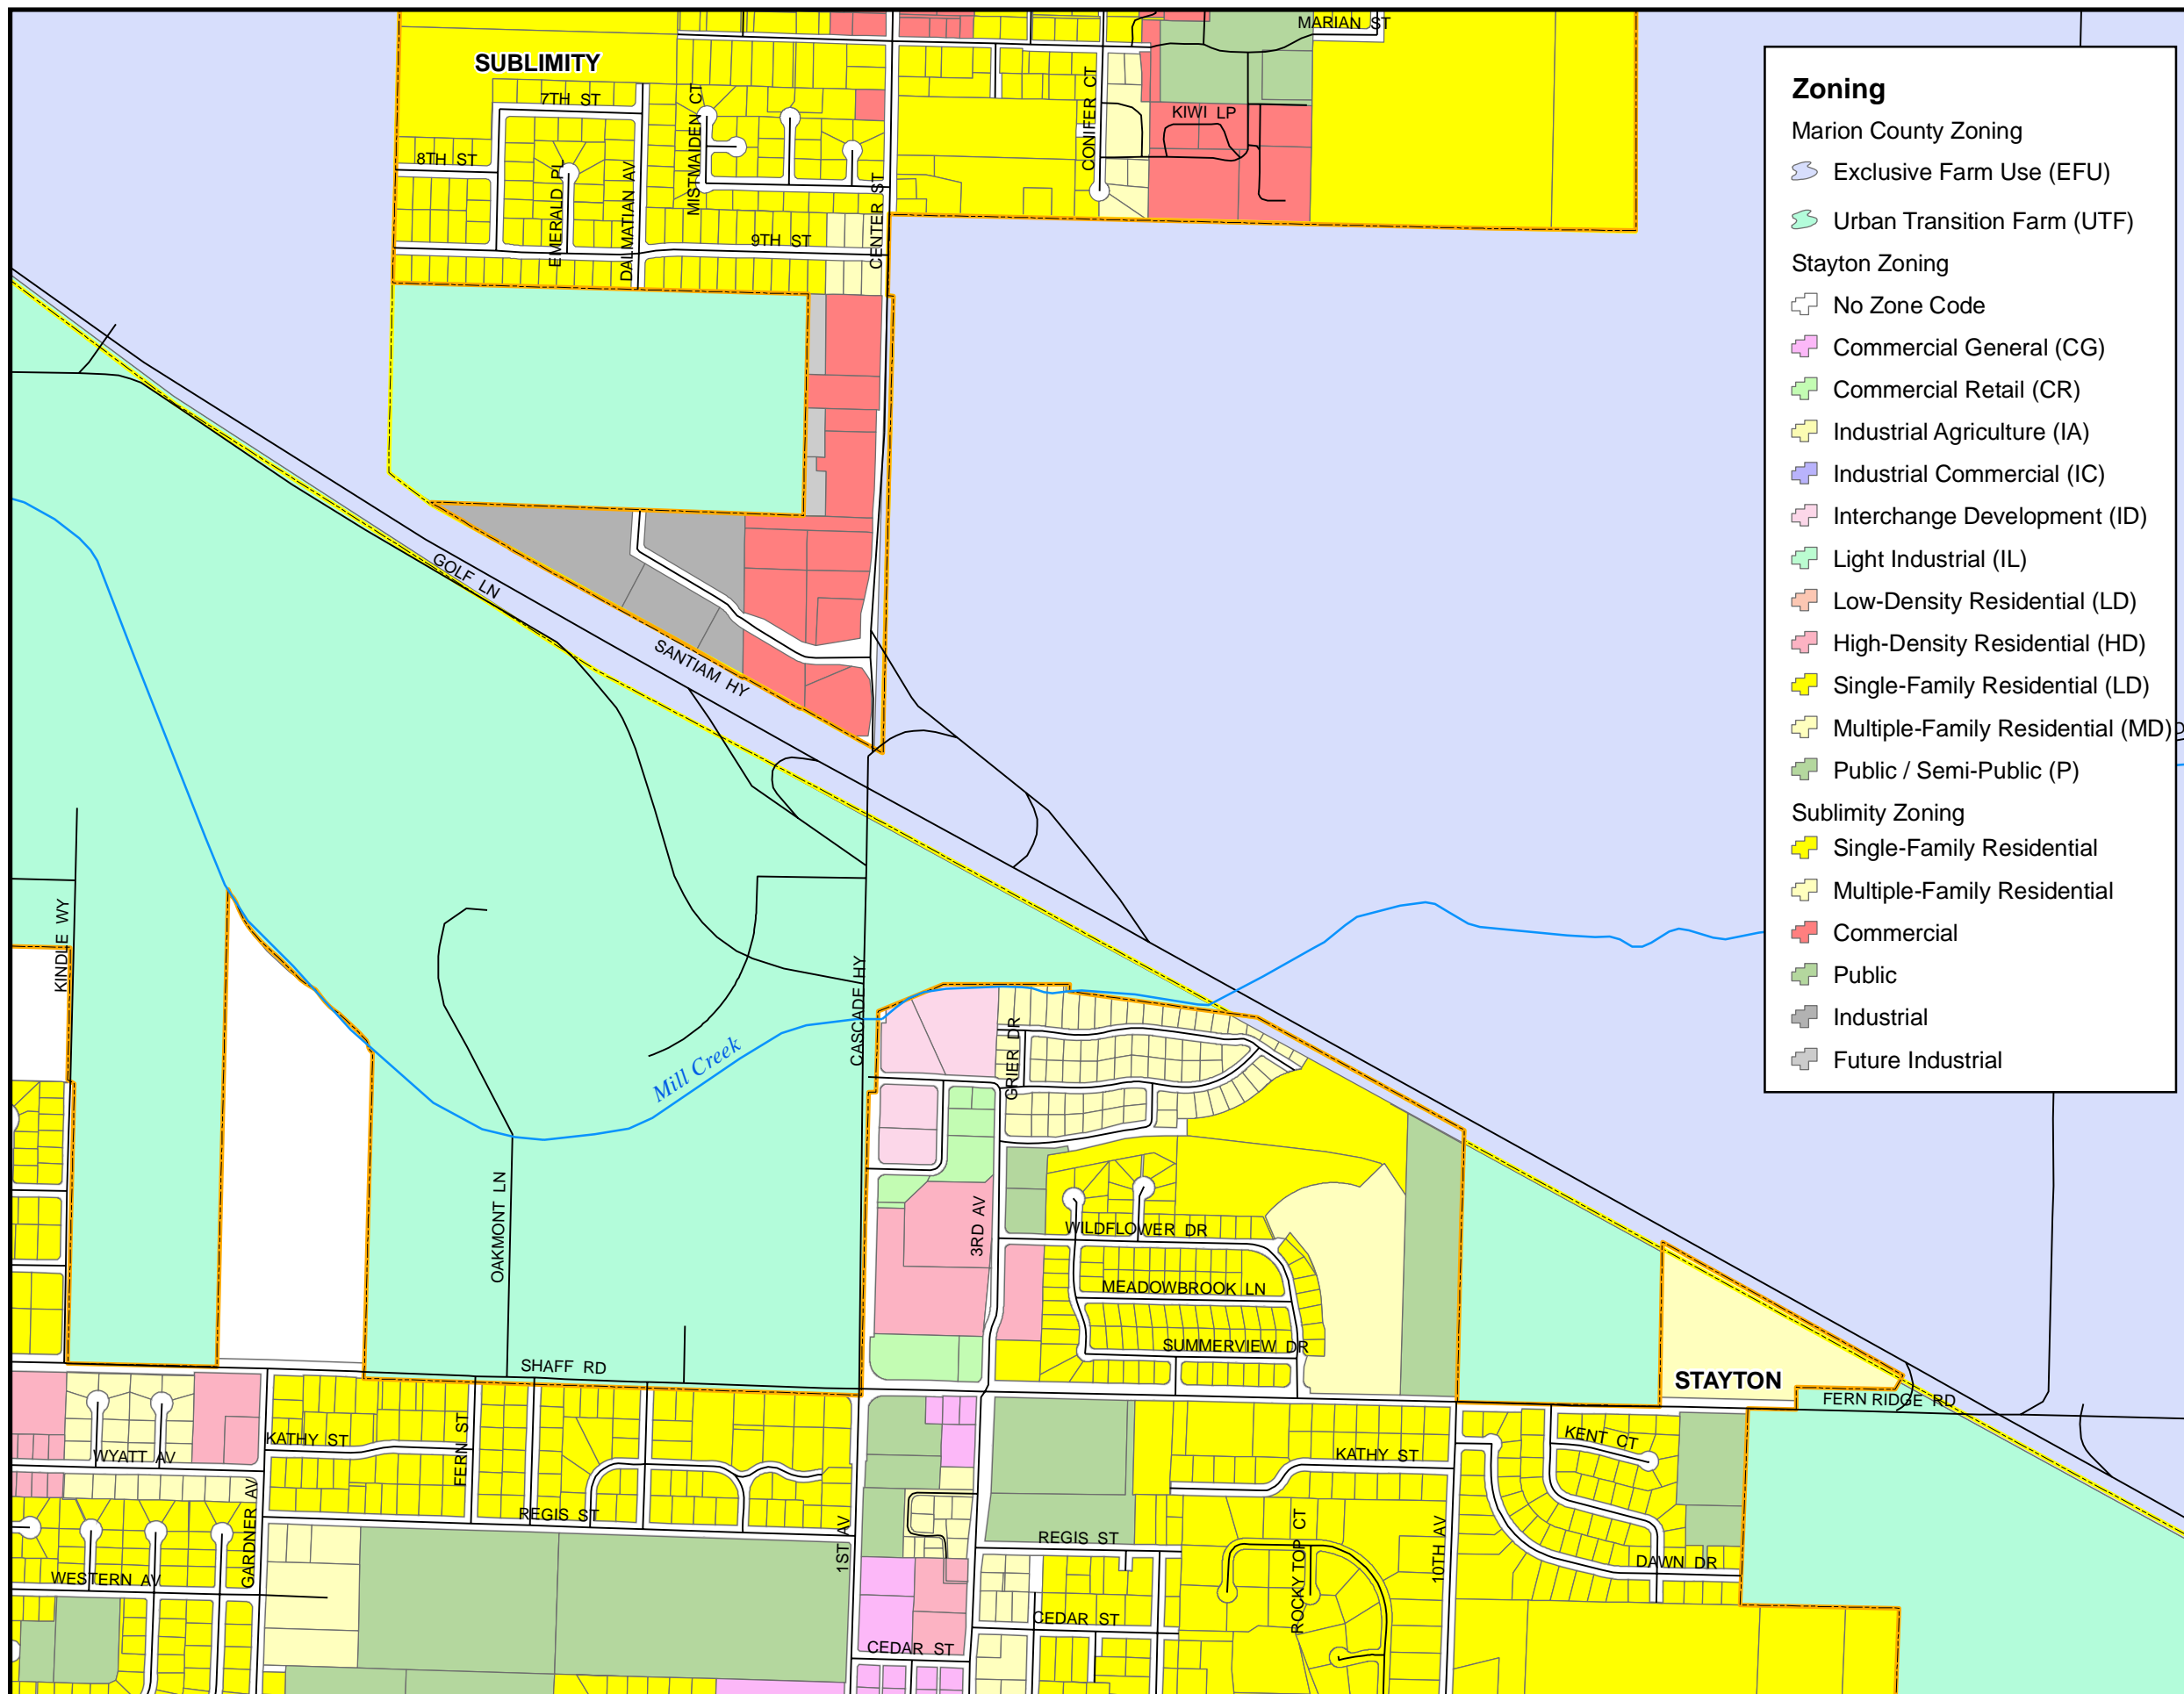 MARIAN ST
SUBLIMITY
7TH ST
MISTMAIDEN CT
CONIFER CT
KIWI LP
8TH ST
EMERALD PL
DALMATIAN AV
CENTER ST
9TH ST
GOLF LN
SANTIAM HY
KINDLE WY
CASCADE HY
Mill Creek
GRIER DR
OAKMONT LN
3RD AV
WILDFLOWER DR
MEADOWBROOK LN
SUMMERVIEW DR
SHAFF RD
STAYTON
FERN RIDGE RD
KATHY ST
FERN ST
WYATT AV
KATHY ST
KENT CT
GARDNER AV
REGIS ST
1ST AV
REGIS ST
ROCKY TOP CT
10TH AV
DAWN DR
WESTERN AV
CEDAR ST
CEDAR ST
Zoning
Marion County Zoning
Exclusive Farm Use (EFU)
Urban Transition Farm (UTF)
Stayton Zoning
No Zone Code
Commercial General (CG)
Commercial Retail (CR)
Industrial Agriculture (IA)
Industrial Commercial (IC)
Interchange Development (ID)
Light Industrial (IL)
Low-Density Residential (LD)
High-Density Residential (HD)
Single-Family Residential (LD)
Multiple-Family Residential (MD)
Public / Semi-Public (P)
Sublimity Zoning
Single-Family Residential
Multiple-Family Residential
Commercial
Public
Industrial
Future Industrial